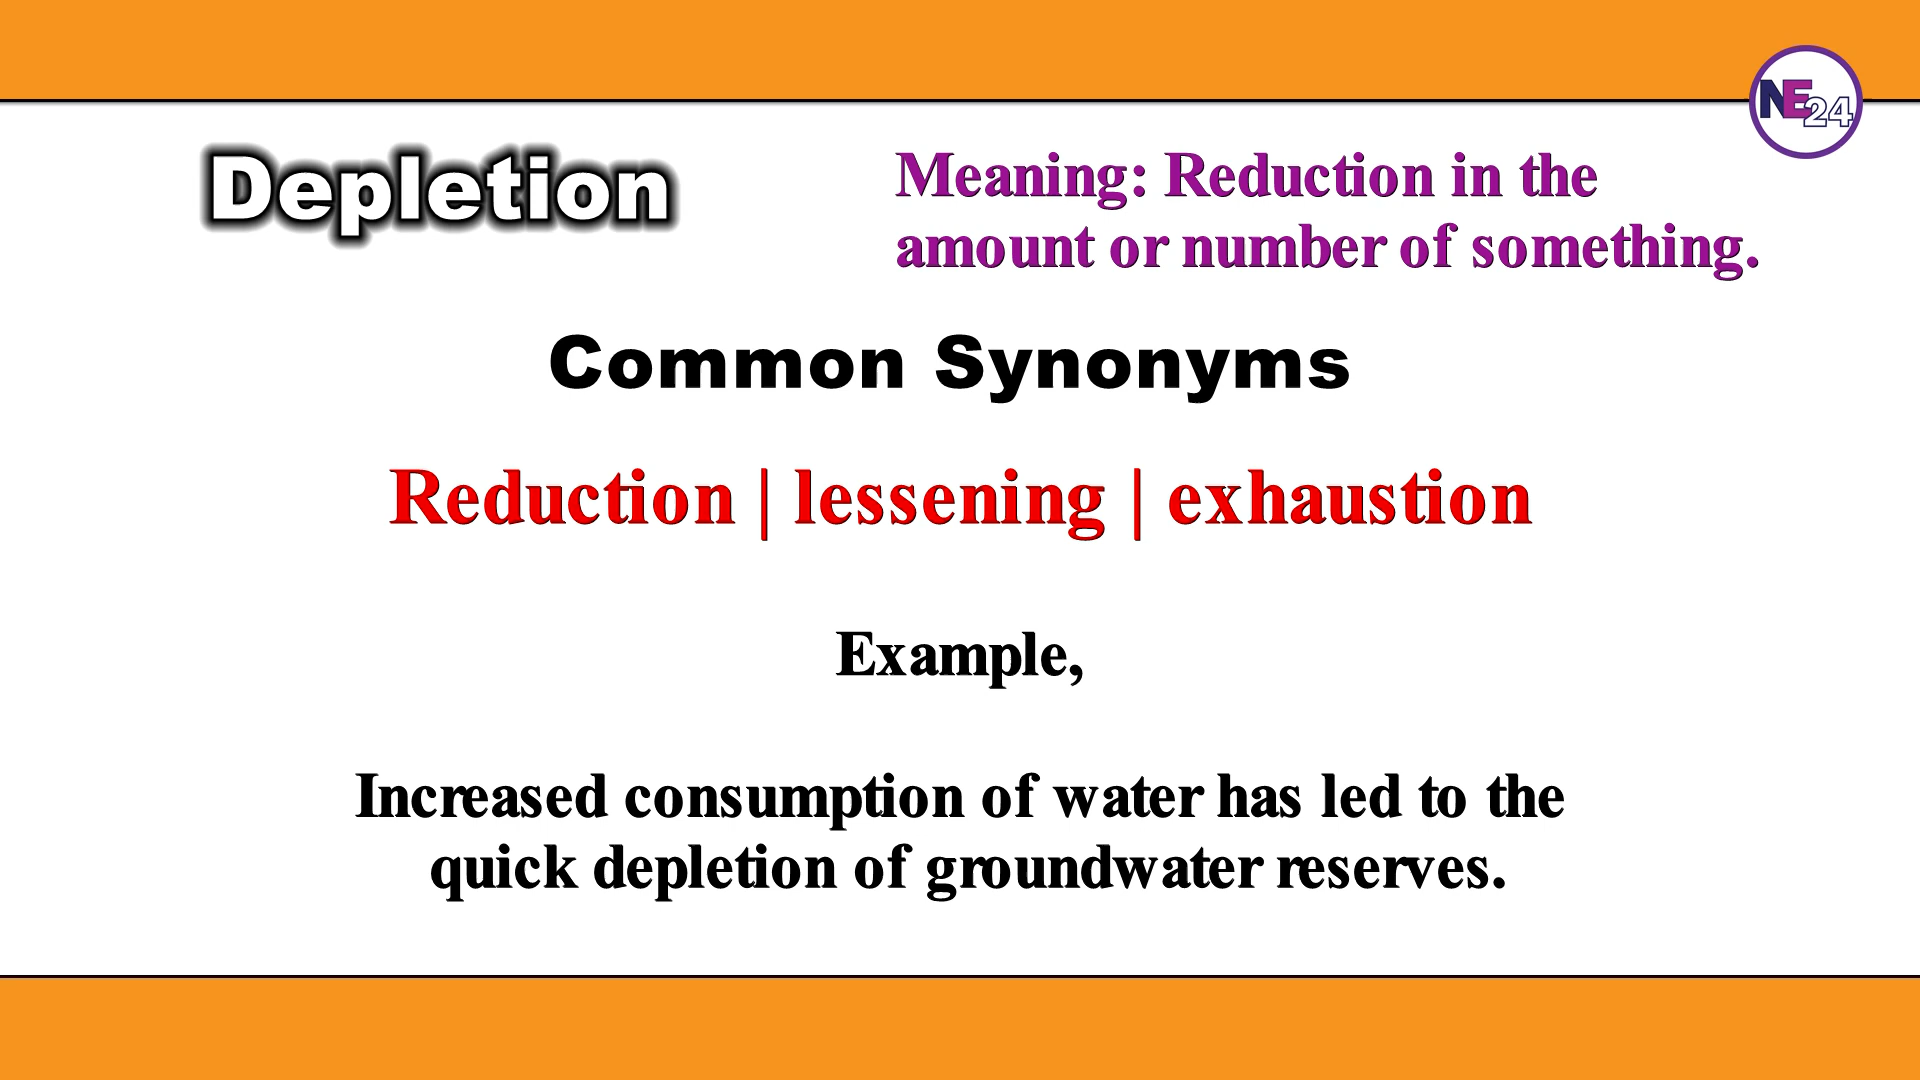 NE24
Depletion
Meaning: Reduction in the
amount or number of something.
Common Synonyms
Reduction | lessening | exhaustion
Example,
Increased consumption of water has led to the
quick depletion of groundwater reserves.